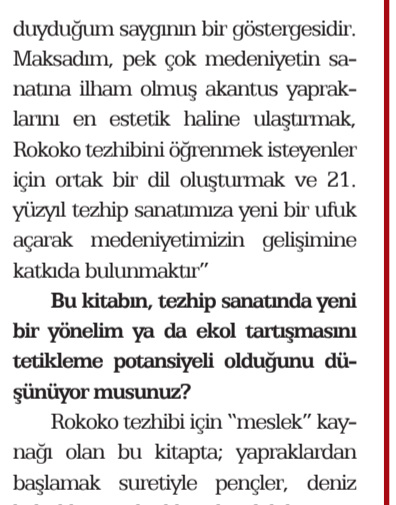 duyduğum saygının bir göstergesidir.
Maksadım, pek çok medeniyetin sa-
natına ilham olmuş akantus yaprak-
larını en estetik haline ulaştırmak,
Rokoko tezhibini öğrenmek isteyenler
için ortak bir dil oluşturmak ve 21.
yüzyıl tezhip sanatımıza yeni bir ufuk
açarak medeniyetimizin gelişimine
katkıda bulunmaktır”
Bu kitabın, tezhip sanatında yeni
bir yönelim ya da ekol tartışmasını
tetikleme potansiyeli olduğunu dü-
şünüyor musunuz?
Rokoko tezhibi için “meslek” kay-
nağı olan bu kitapta; yapraklardan
başlamak suretiyle pençler, deniz